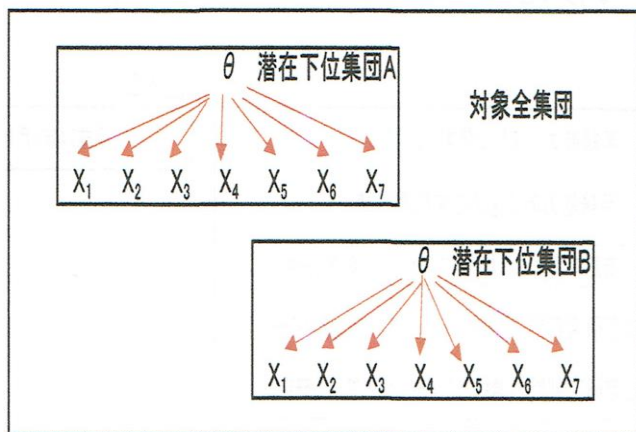 θ 潜在下位集団A
対象全集団
X₁ X₂ X₃ X₄ X₅ X₆ X₇
θ 潜在下位集団B
X₁ X₂ X₃ X₄ X₅ X₆ X₇